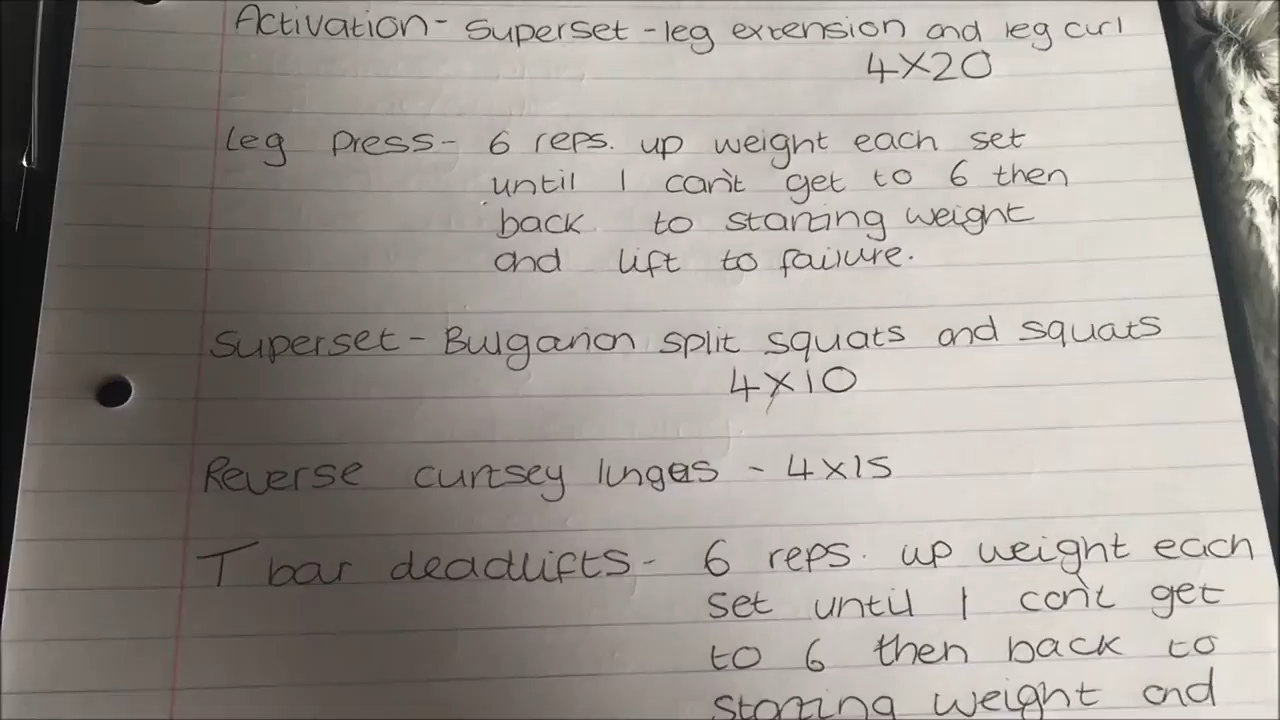 Activation - Superset - leg extension and leg curl
4X20
Leg Press - 6 reps. up weight each set
until I can't get to 6 then
back to starting weight
and lift to failure.
Superset - Bulgarian split squats and squats
4X10
Reverse curtsey lunges - 4x15
T bar deadlifts - 6 reps. up weight each
set until I can't get
to 6 then back to
starting weight and